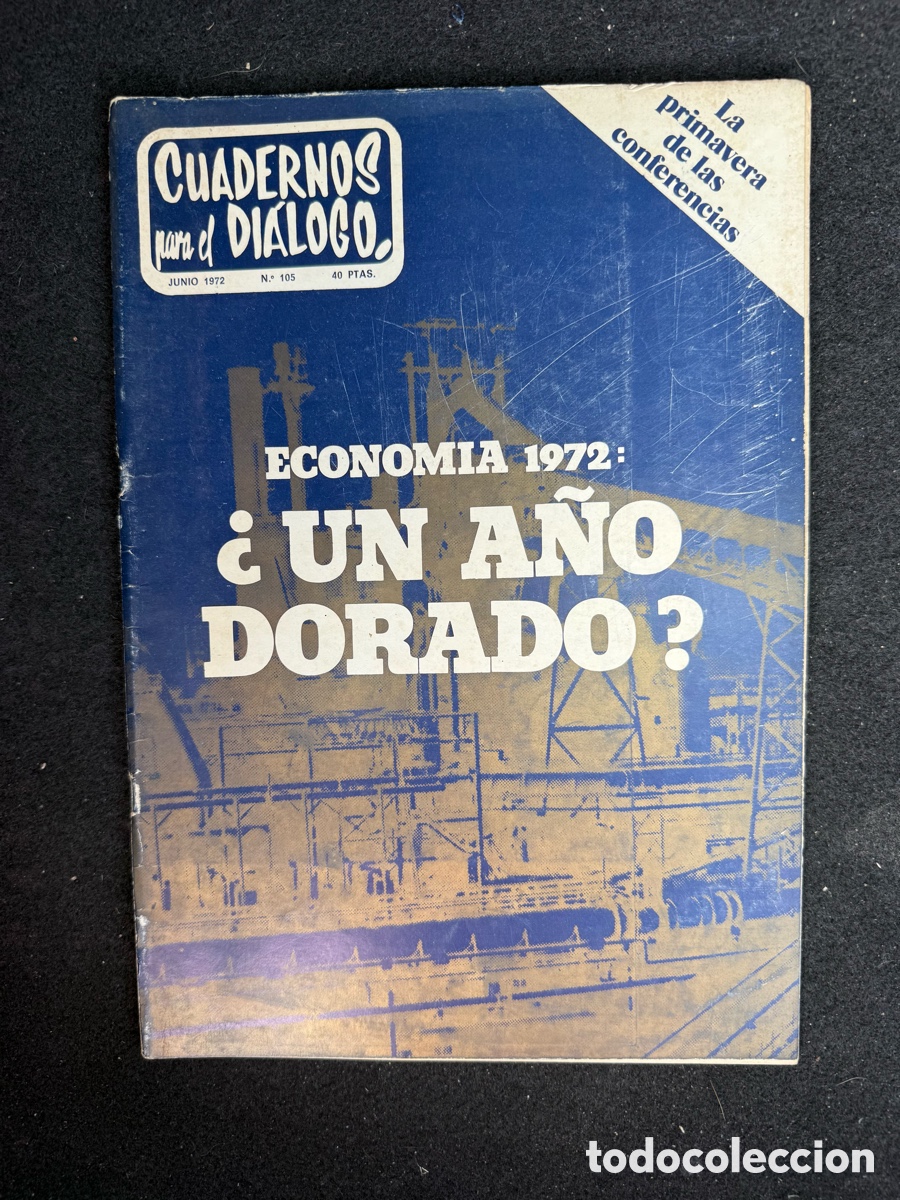 CUADERNOS
para el DIÁLOGO.
JUNIO 1972 N.º 105 40 PTAS.
La
primavera
de las
conferencias
ECONOMIA 1972:
¿UN AÑO
DORADO?
todocoleccion